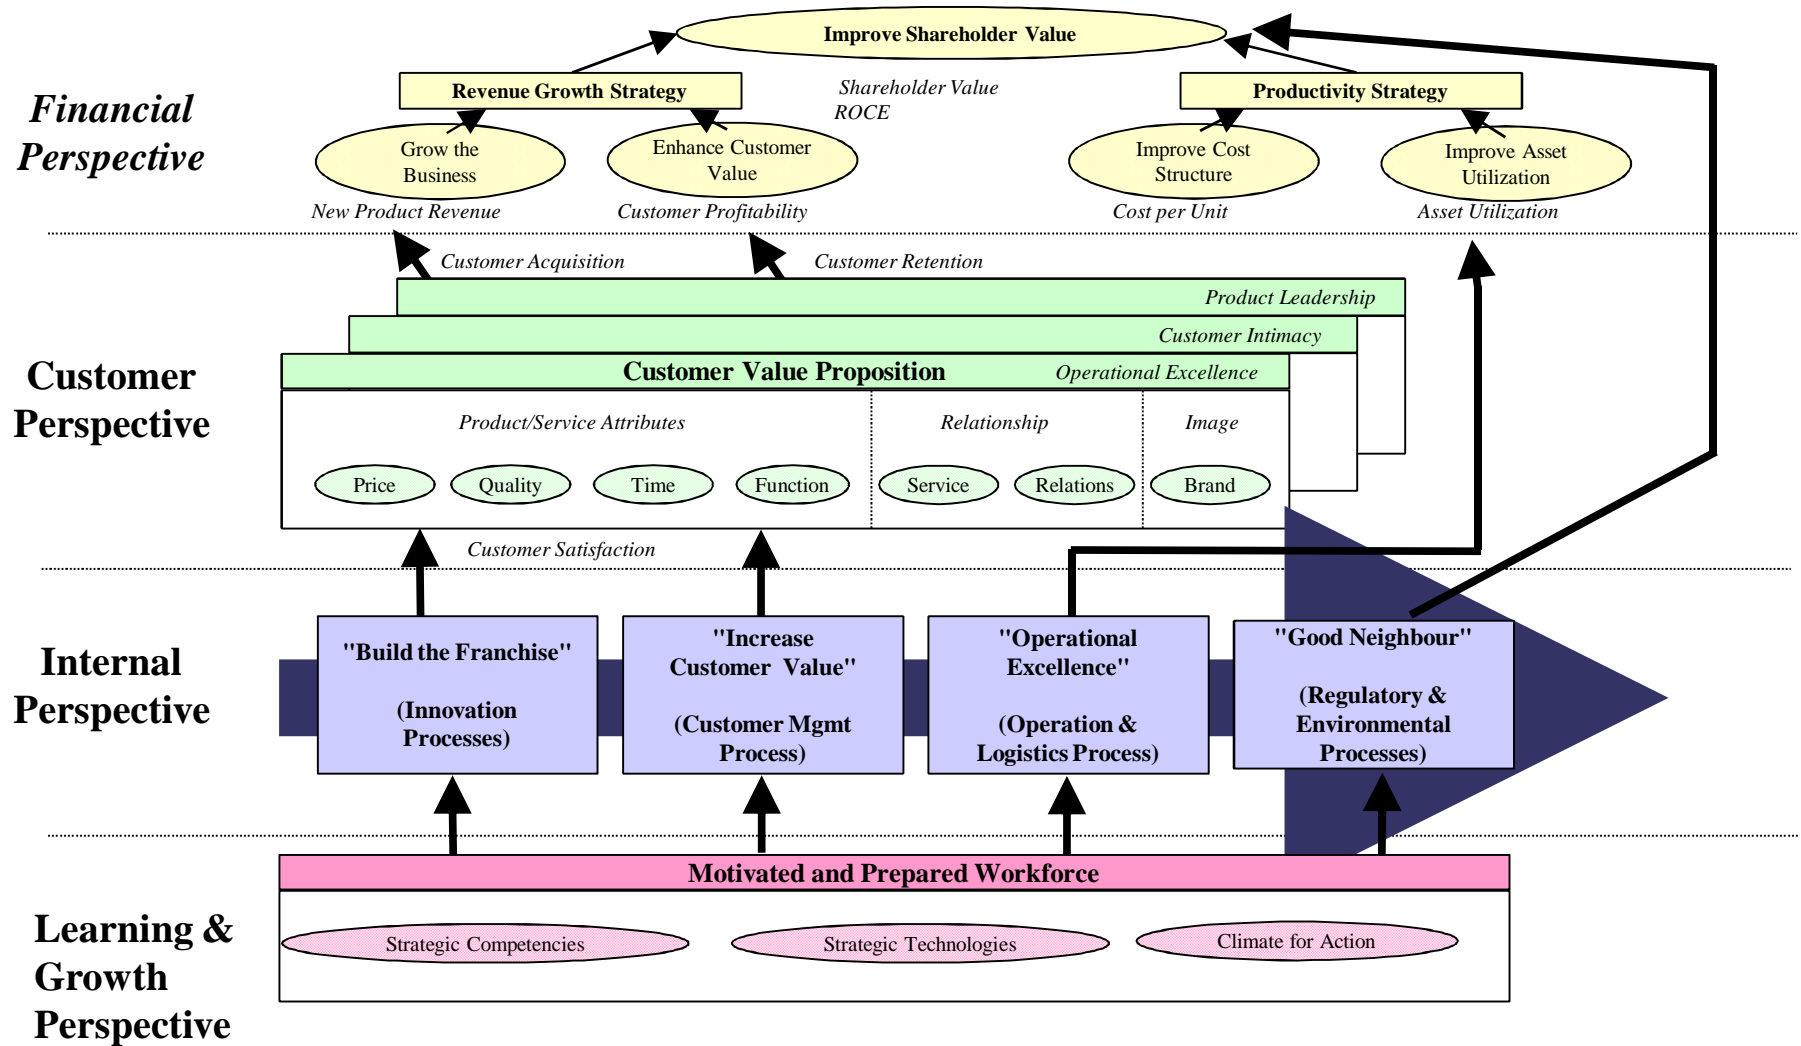 Improve Shareholder Value
Financial
Perspective
Revenue Growth Strategy
Shareholder Value
ROCE
Productivity Strategy
Grow the
Business
Enhance Customer
Value
Improve Cost
Structure
Improve Asset
Utilization
New Product Revenue
Customer Profitability
Cost per Unit
Asset Utilization
Customer Acquisition
Customer Retention
Customer
Perspective
Product Leadership
Customer Intimacy
Customer Value Proposition
Operational Excellence
Product/Service Attributes
Relationship
Image
Price
Quality
Time
Function
Service
Relations
Brand
Customer Satisfaction
Internal
Perspective
"Build the Franchise"
(Innovation
Processes)
"Increase
Customer Value"
(Customer Mgmt
Process)
"Operational
Excellence"
(Operation &
Logistics Process)
"Good Neighbour"
(Regulatory &
Environmental
Processes)
Learning &
Growth
Perspective
Motivated and Prepared Workforce
Strategic Competencies
Strategic Technologies
Climate for Action